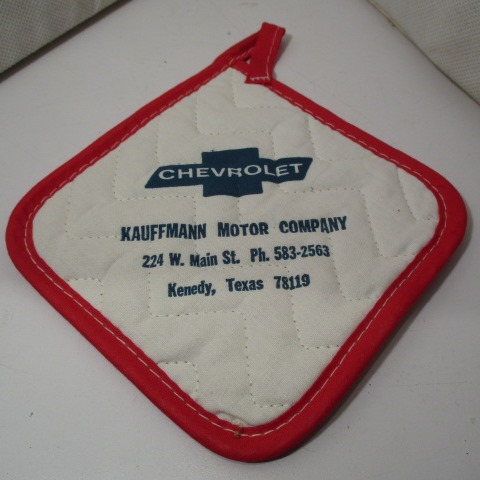 CHEVROLET
KAUFFMANN MOTOR COMPANY
224 W. Main St. Ph. 583-2563
Kenedy, Texas 78119